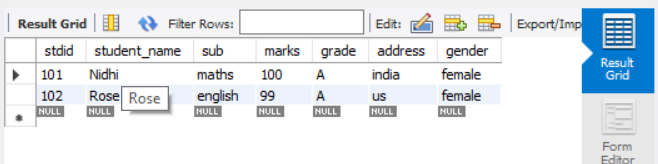 Result Grid Filter Rows: Edit: Export/Imp
stdid student_name sub marks grade address gender
101 Nidhi maths 100 A india female
102 Rose english 99 A us female
Rose
NULL NULL NULL NULL NULL NULL NULL
Result
Grid
Form
Editor